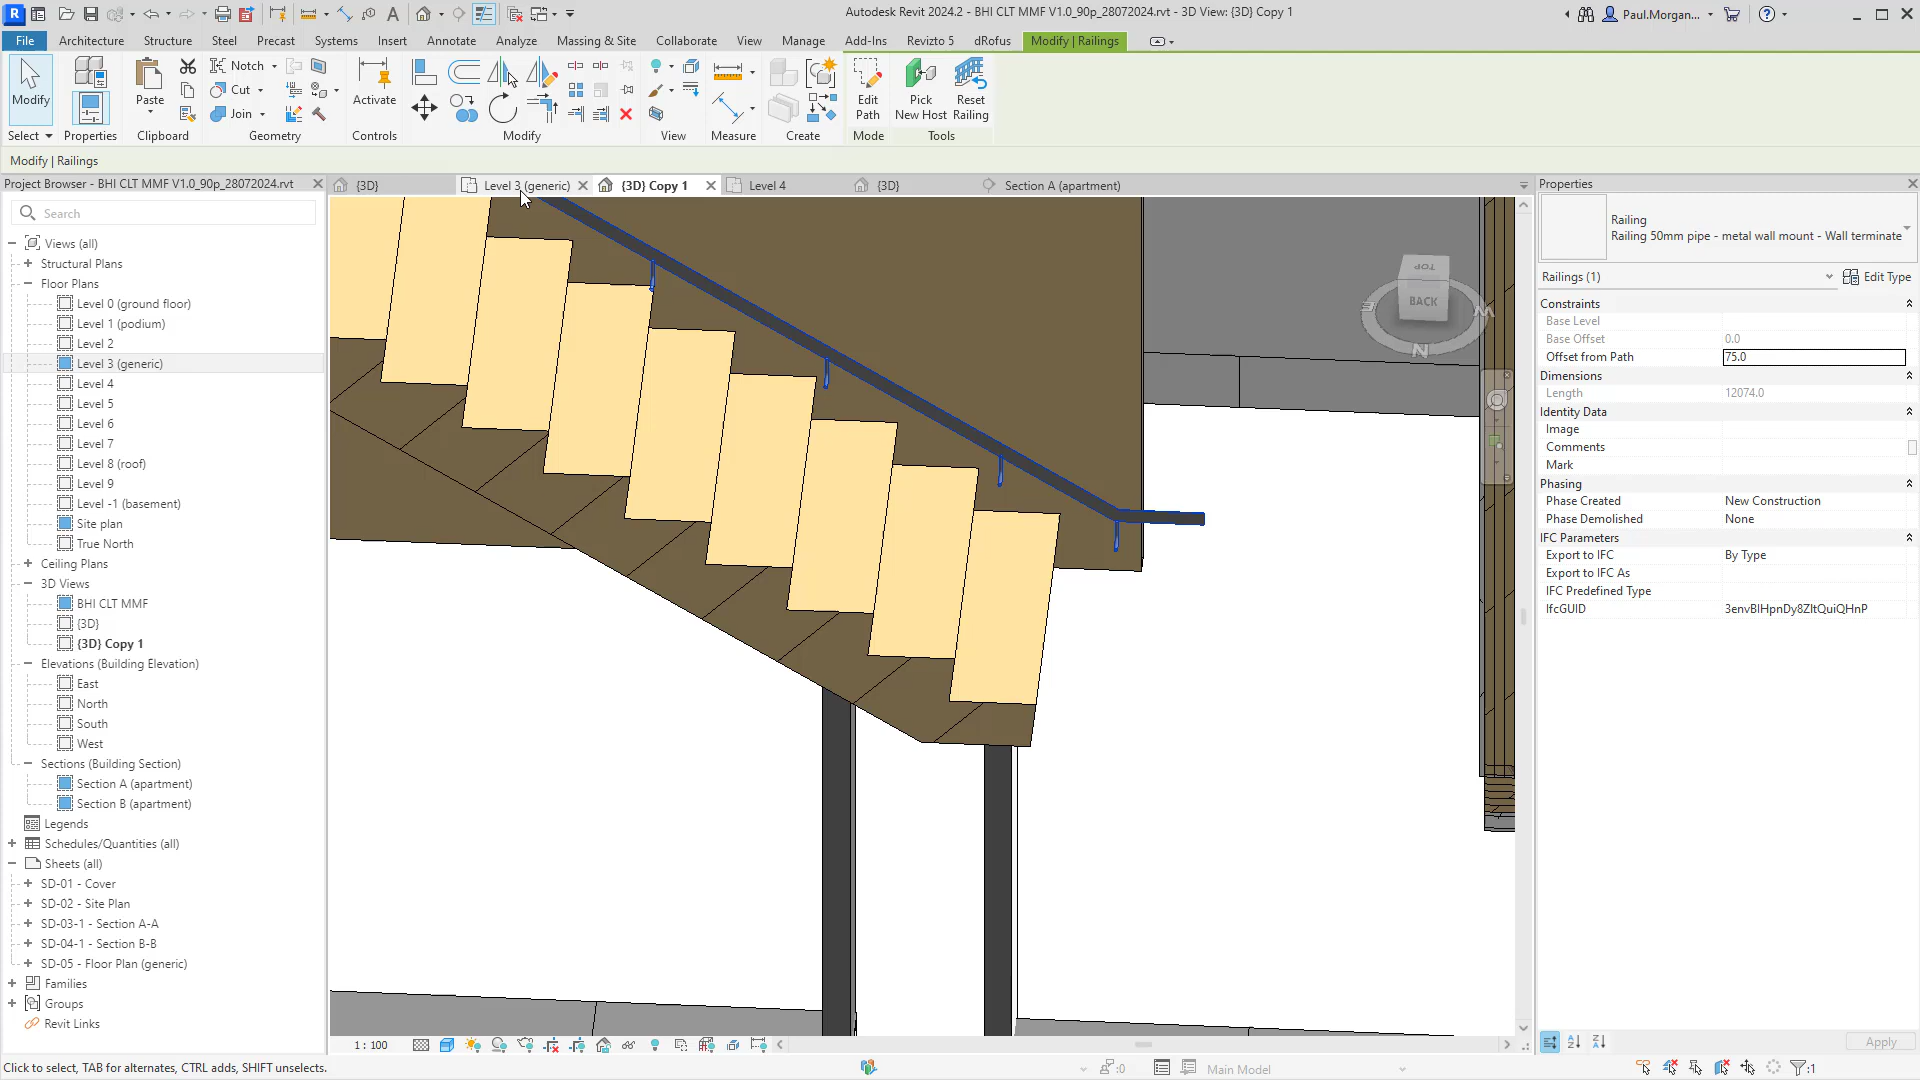 Autodesk Revit 2024.2 - BHI CLT MMF V1.0_90p_28072024.rvt - 3D View: {3D} Copy 1
Paul.Morgan...
File Architecture Structure Steel Precast Systems Insert Annotate Analyze Massing & Site Collaborate View Manage Add-Ins Revizto 5 dRofus Modify | Railings
Modify
Paste
Notch
Cut
Join
Activate
Edit
Path
Pick
New Host
Reset
Railing
Select Properties Clipboard Geometry Controls Modify View Measure Create Mode Tools
Modify | Railings
Project Browser - BHI CLT MMF V1.0_90p_28072024.rvt
{3D} Level 3 (generic) {3D} Copy 1 Level 4 {3D} Section A (apartment)
Properties
Search
Views (all)
Structural Plans
Floor Plans
Level 0 (ground floor)
Level 1 (podium)
Level 2
Level 3 (generic)
Level 4
Level 5
Level 6
Level 7
Level 8 (roof)
Level 9
Level -1 (basement)
Site plan
True North
Ceiling Plans
3D Views
BHI CLT MMF
{3D}
{3D} Copy 1
Elevations (Building Elevation)
East
North
South
West
Sections (Building Section)
Section A (apartment)
Section B (apartment)
Legends
Schedules/Quantities (all)
Sheets (all)
SD-01 - Cover
SD-02 - Site Plan
SD-03-1 - Section A-A
SD-04-1 - Section B-B
SD-05 - Floor Plan (generic)
Families
Groups
Revit Links
TOP
BACK
N
Railing
Railing 50mm pipe - metal wall mount - Wall terminate
Railings (1)
Edit Type
Constraints
Base Level
Base Offset 0.0
Offset from Path 75.0
Dimensions
Length 12074.0
Identity Data
Image
Comments
Mark
Phasing
Phase Created New Construction
Phase Demolished None
IFC Parameters
Export to IFC By Type
Export to IFC As
IFC Predefined Type
IfcGUID 3envBlHpnDy8ZltQuiQHnP
1 : 100
Apply
Click to select, TAB for alternates, CTRL adds, SHIFT unselects.
:0
Main Model
:1